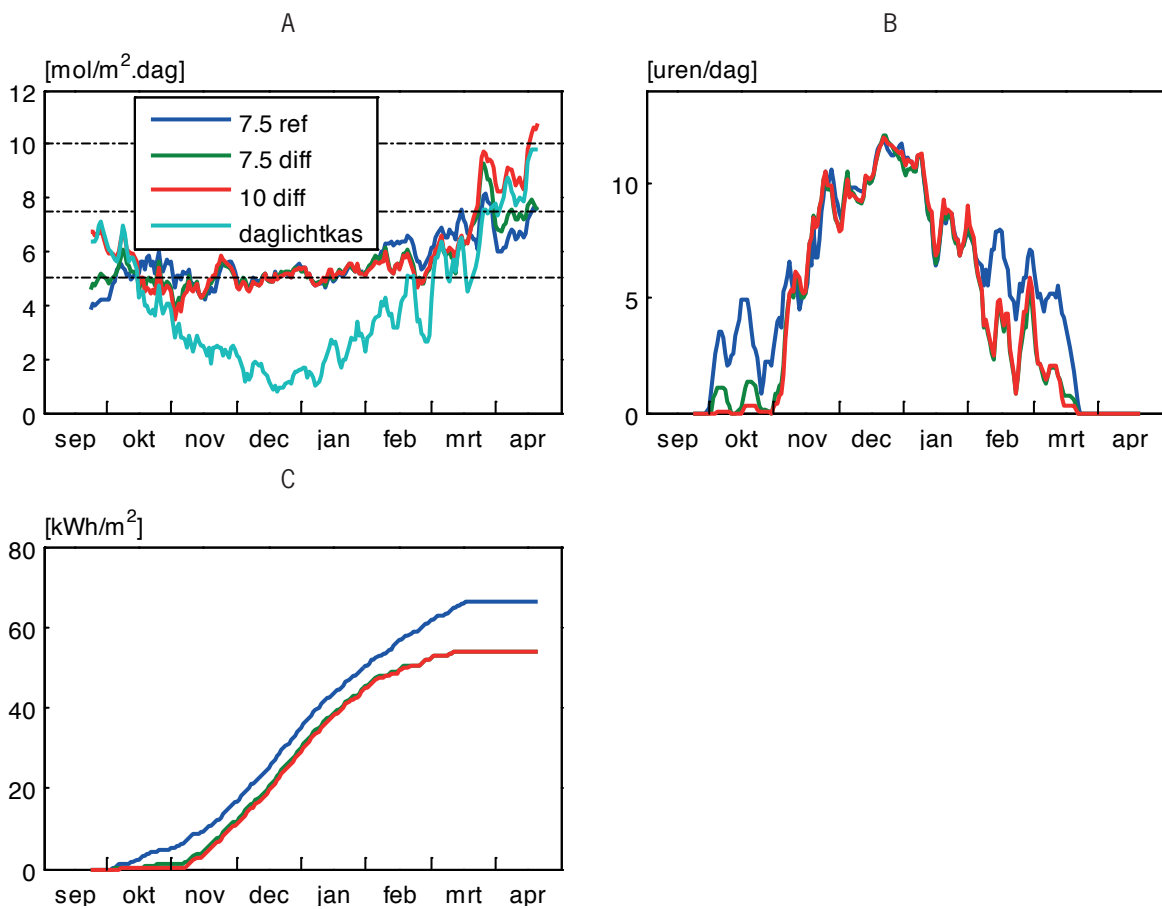 A
[mol/m².dag]
12
10
8
6
4
2
0
7.5 ref
7.5 diff
10 diff
daglichtkas
sep okt nov dec jan feb mrt apr
B
[uren/dag]
10
5
0
sep okt nov dec jan feb mrt apr
C
[kWh/m²]
80
60
40
20
0
sep okt nov dec jan feb mrt apr